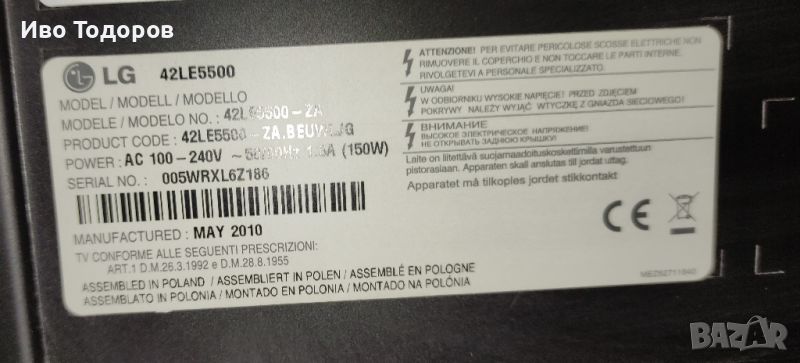 Иво Тодоров
LG 42LE5500
MODEL / MODELL / MODELLO
MODELE / MODELO NO. : 42LE5500-ZA
PRODUCT CODE : 42LE5500-ZA.BEUW
POWER : AC 100-240V ~ 50/60Hz (150W)
SERIAL NO. : 005WRXL6Z186
MANUFACTURED : MAY 2010
TV CONFORME ALLE SEGUENTI PRESCRIZIONI:
ART.1 D.M.26.3.1992 e D.M.28.8.1955
ASSEMBLED IN POLAND / ASSEMBLIERT IN POLEN / ASSEMBLÉ EN POLOGNE
ASSEMBLATO IN POLONIA / MONTADO EN POLONIA / MONTADO NA POLÓNIA
ATTENZIONE! PER EVITARE PERICOLOSE SCOSSE ELETTRICHE NON
RIMUOVERE IL COPERCHIO E NON TOCCARE LE PARTI INTERNE.
RIVOLGETEVI A PERSONALE SPECIALIZZATO.
UWAGA!
W ODBIORNIKU WYSOKIE NAPIĘCIE! PRZED ZDJĘCIEM
POKRYWY NALEŻY WYJĄĆ WTYCZKĘ Z GNIAZDA SIECIOWEGO!
ВНИМАНИЕ
ВЫСОКОЕ ЭЛЕКТРИЧЕСКОЕ НАПРЯЖЕНИЕ!
НЕ ОТКРЫВАТЬ ЗАДНЮЮ КРЫШКУ!
Laite on liitettävä suojamaadoituskoskettimilla varustettuun
pistorasiaan. Apparaten skall anslutas till jordat uttag.
Apparatet må tilkoples jordet stikkontakt
CE
MEZ62711940
BAZAR